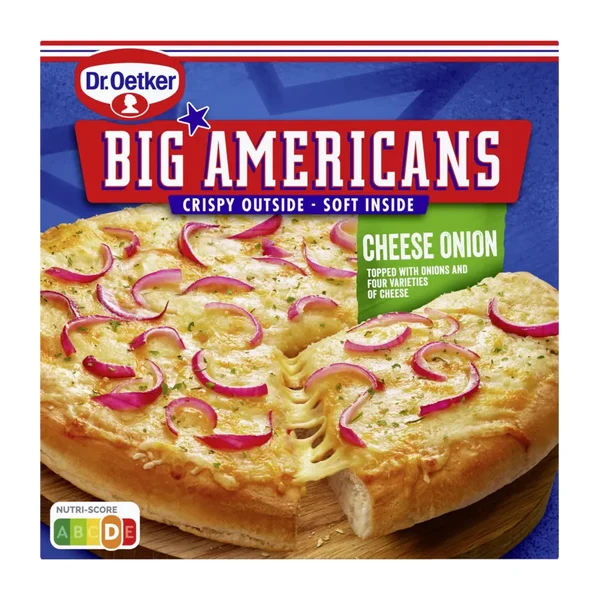 Dr.Oetker
BIG AMERICANS
CRISPY OUTSIDE - SOFT INSIDE
CHEESE ONION
TOPPED WITH ONIONS AND
FOUR VARIETIES
OF CHEESE
NUTRI-SCORE
A B C D E